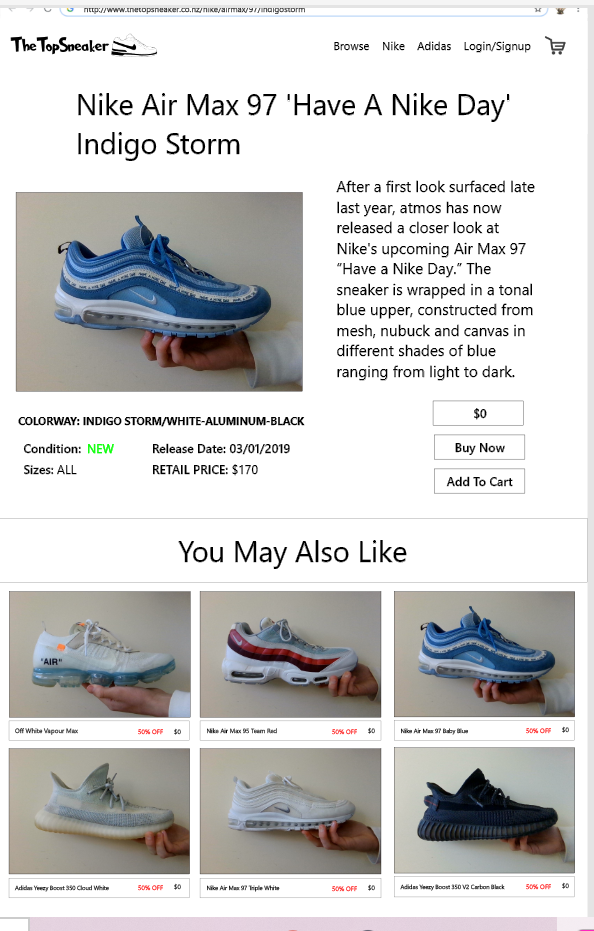 http://www.thetopsneaker.co.nz/nike/airmax/97/indigostorm
The Top Sneaker
Browse Nike Adidas Login/Signup
Nike Air Max 97 'Have A Nike Day'
Indigo Storm
After a first look surfaced late
last year, atmos has now
released a closer look at
Nike's upcoming Air Max 97
“Have a Nike Day.” The
sneaker is wrapped in a tonal
blue upper, constructed from
mesh, nubuck and canvas in
different shades of blue
ranging from light to dark.
COLORWAY: INDIGO STORM/WHITE-ALUMINUM-BLACK
Condition: NEW Release Date: 03/01/2019
Sizes: ALL RETAIL PRICE: $170
$0
Buy Now
Add To Cart
You May Also Like
"AIR"
Off White Vapour Max 50% OFF $0
Nike Air Max 95 Team Red 50% OFF $0
Nike Air Max 97 Baby Blue 50% OFF $0
Adidas Yeezy Boost 350 Cloud White 50% OFF $0
Nike Air Max 97 Triple White 50% OFF $0
Adidas Yeezy Boost 350 V2 Carbon Black 50% OFF $0